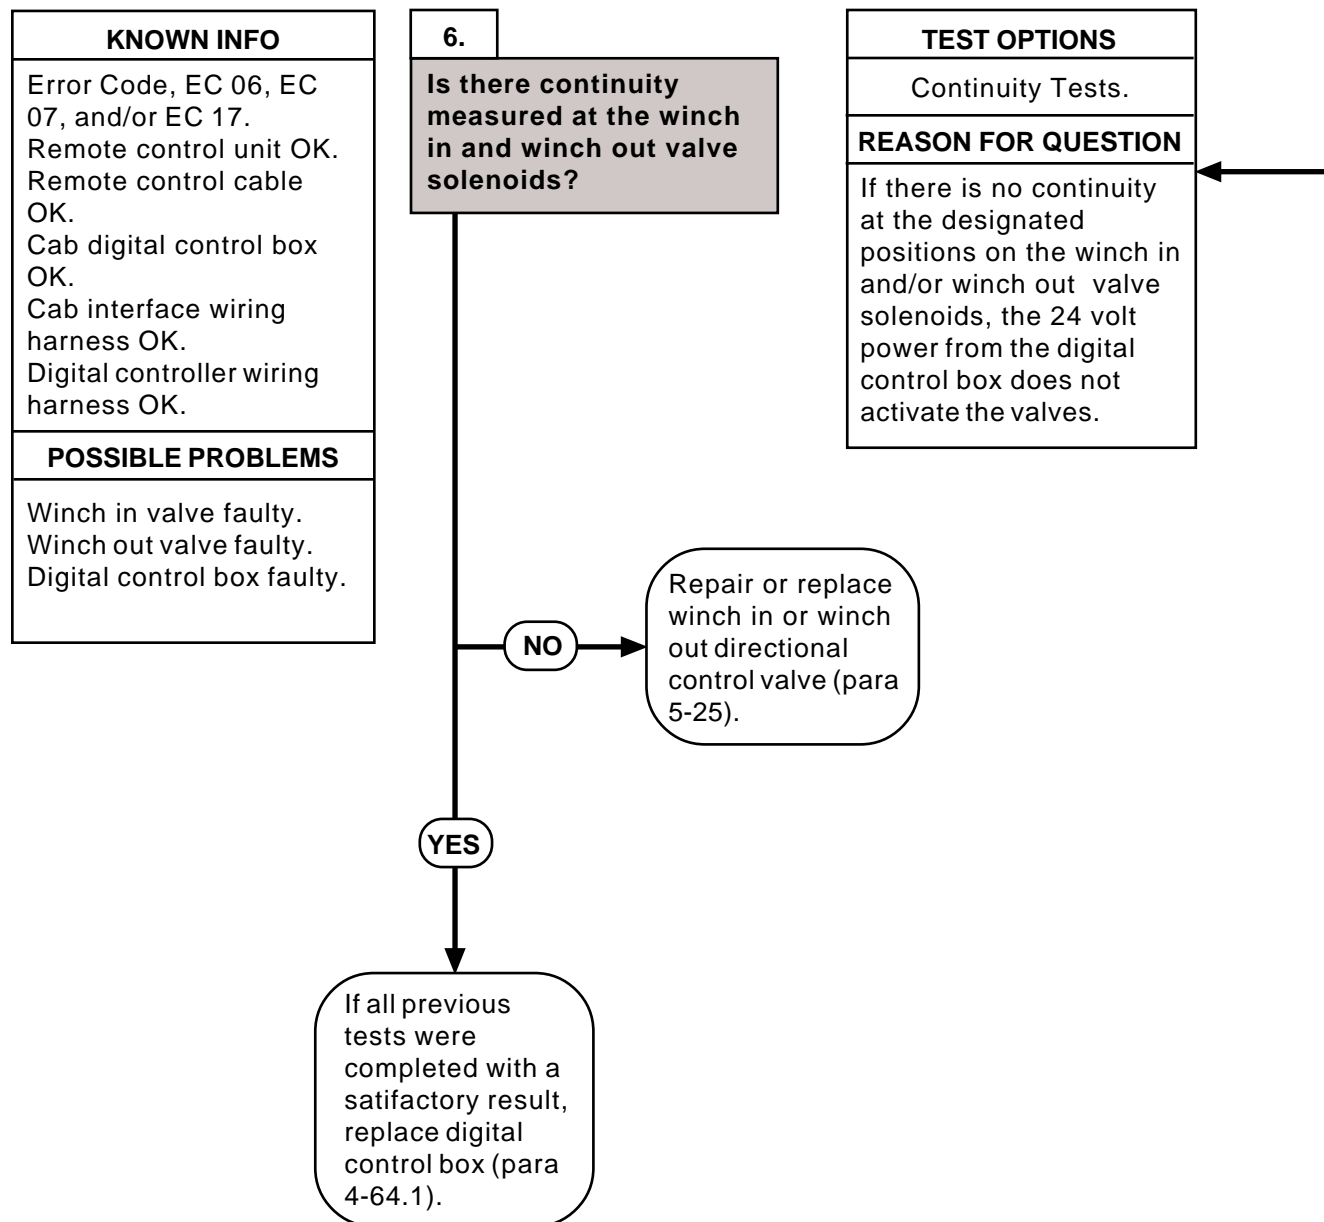 KNOWN INFO
Error Code, EC 06, EC
07, and/or EC 17.
Remote control unit OK.
Remote control cable
OK.
Cab digital control box
OK.
Cab interface wiring
harness OK.
Digital controller wiring
harness OK.
POSSIBLE PROBLEMS
Winch in valve faulty.
Winch out valve faulty.
Digital control box faulty.
6.
Is there continuity
measured at the winch
in and winch out valve
solenoids?
TEST OPTIONS
Continuity Tests.
REASON FOR QUESTION
If there is no continuity
at the designated
positions on the winch in
and/or winch out valve
solenoids, the 24 volt
power from the digital
control box does not
activate the valves.
NO
Repair or replace
winch in or winch
out directional
control valve (para
5-25).
YES
If all previous
tests were
completed with a
satifactory result,
replace digital
control box (para
4-64.1).